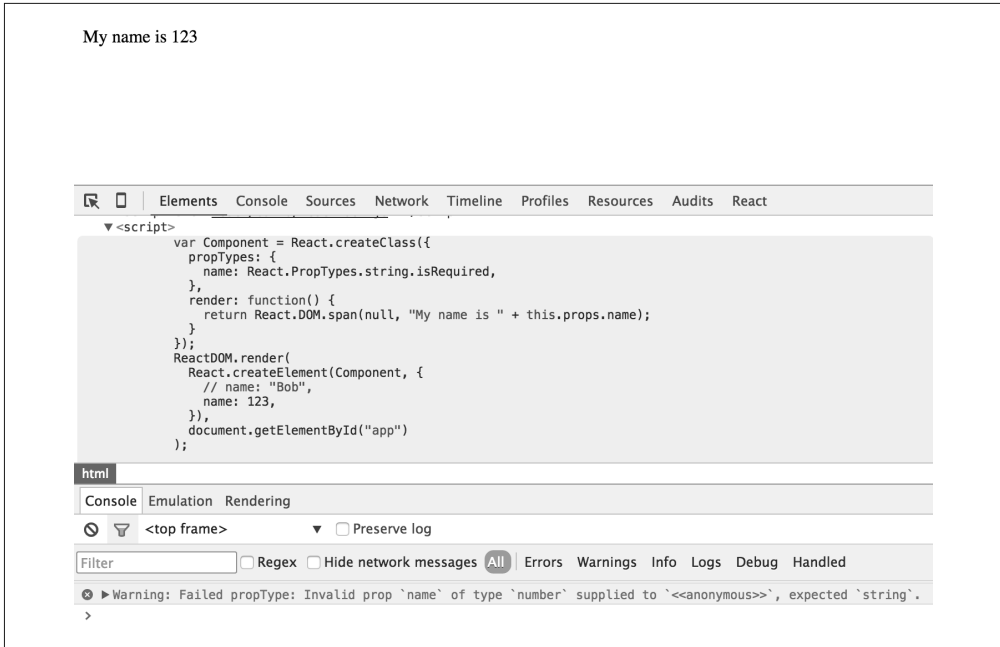 My name is 123
Elements Console Sources Network Timeline Profiles Resources Audits React
▼<script>
var Component = React.createClass({
propTypes: {
name: React.PropTypes.string.isRequired,
},
render: function() {
return React.DOM.span(null, "My name is " + this.props.name);
}
});
ReactDOM.render(
React.createElement(Component, {
// name: "Bob",
name: 123,
}),
document.getElementById("app")
);
html
Console Emulation Rendering
<top frame> ▼ Preserve log
Filter Regex Hide network messages All Errors Warnings Info Logs Debug Handled
▶Warning: Failed propType: Invalid prop `name` of type `number` supplied to `<<anonymous>>`, expected `string`.
>